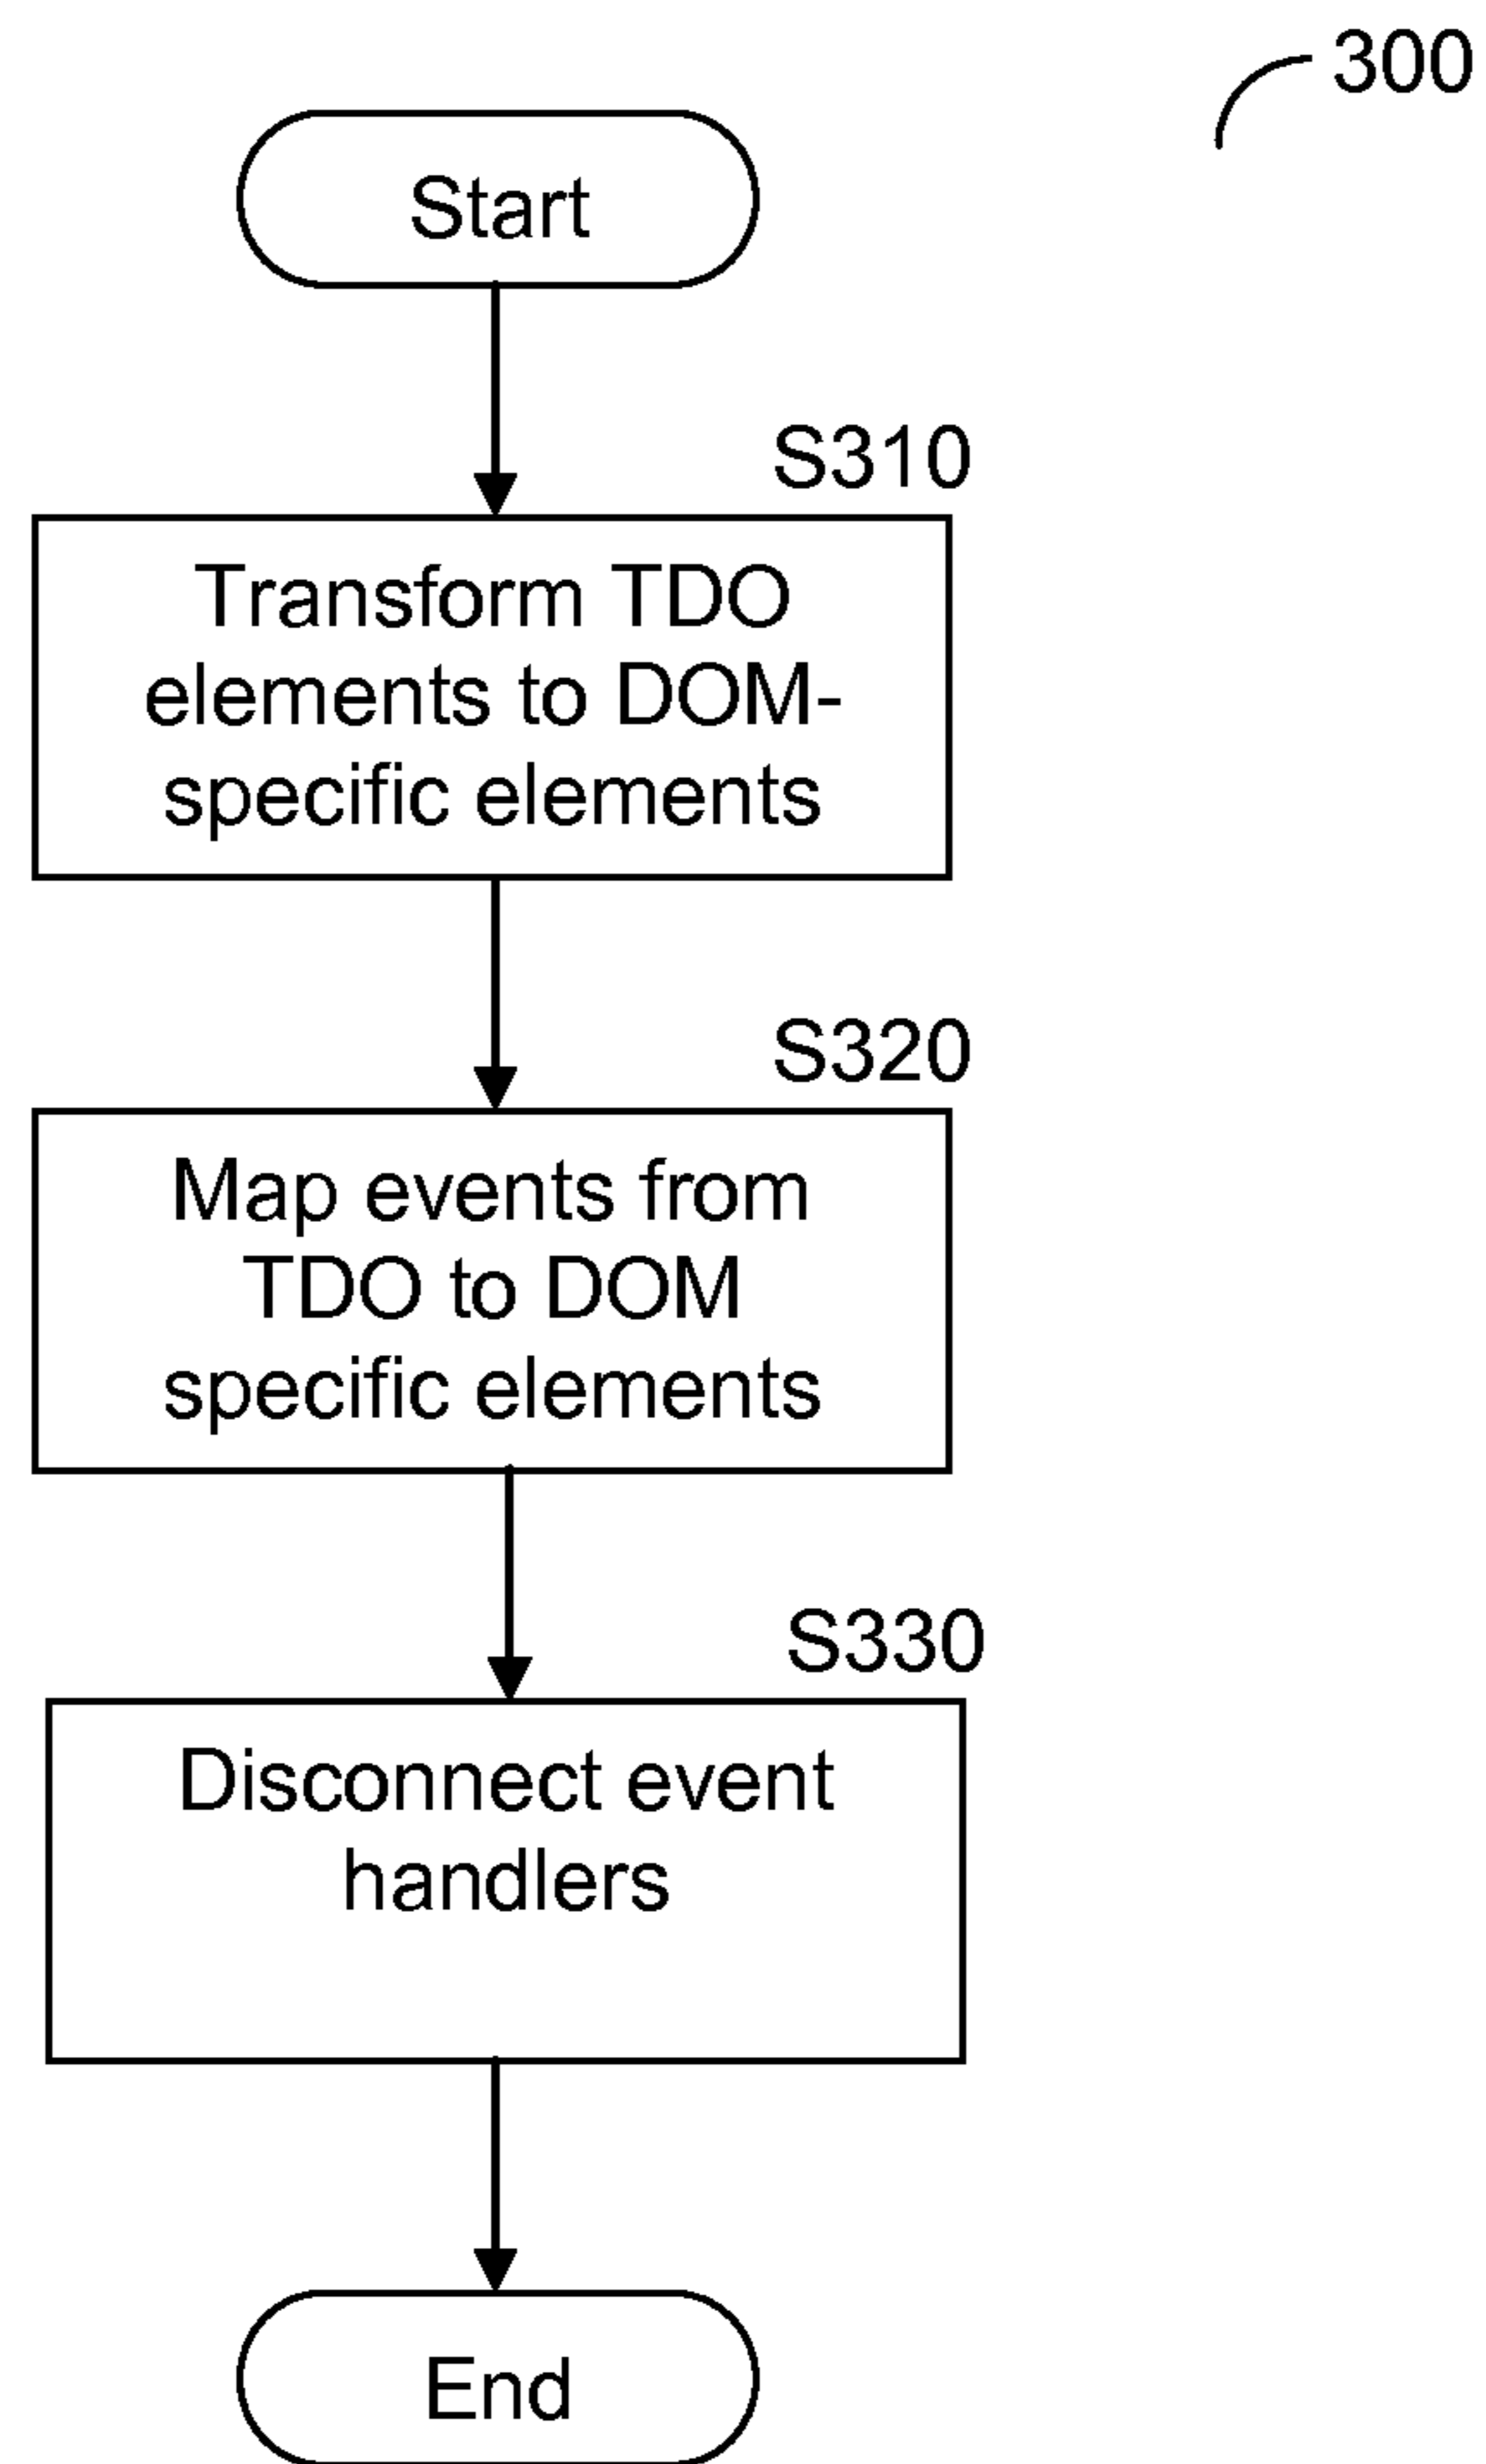 300
Start
S310
Transform TDO
elements to DOM-
specific elements
S320
Map events from
TDO to DOM
specific elements
S330
Disconnect event
handlers
End